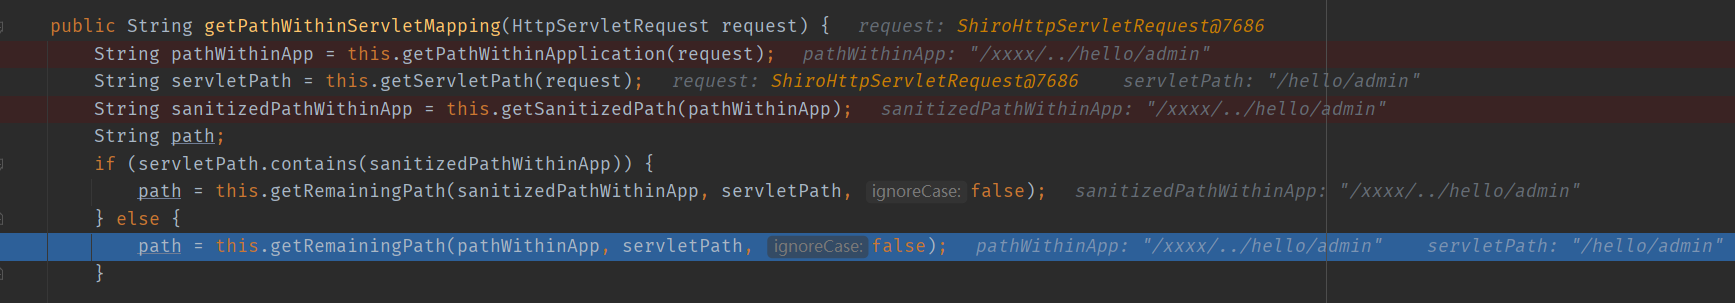 public String getPathWithinServletMapping(HttpServletRequest request) {   request: ShiroHttpServletRequest@7686
    String pathWithinApp = this.getPathWithinApplication(request);   pathWithinApp: "/xxxx/../hello/admin"
    String servletPath = this.getServletPath(request);   request: ShiroHttpServletRequest@7686    servletPath: "/hello/admin"
    String sanitizedPathWithinApp = this.getSanitizedPath(pathWithinApp);   sanitizedPathWithinApp: "/xxxx/../hello/admin"
    String path;
    if (servletPath.contains(sanitizedPathWithinApp)) {
        path = this.getRemainingPath(sanitizedPathWithinApp, servletPath, ignoreCase: false);   sanitizedPathWithinApp: "/xxxx/../hello/admin"
    } else {
        path = this.getRemainingPath(pathWithinApp, servletPath, ignoreCase: false);   pathWithinApp: "/xxxx/../hello/admin"    servletPath: "/hello/admin"
    }